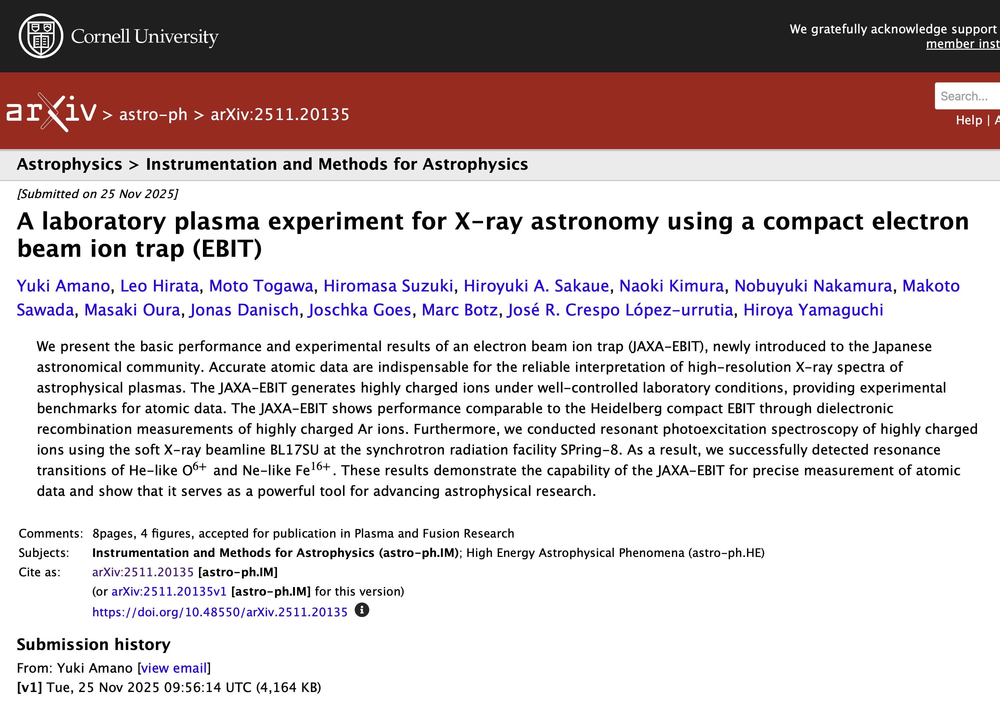 Cornell University
We gratefully acknowledge support
member inst
arXiv > astro-ph > arXiv:2511.20135
Search...
Help | A
Astrophysics > Instrumentation and Methods for Astrophysics
[Submitted on 25 Nov 2025]
A laboratory plasma experiment for X-ray astronomy using a compact electron
beam ion trap (EBIT)
Yuki Amano, Leo Hirata, Moto Togawa, Hiromasa Suzuki, Hiroyuki A. Sakaue, Naoki Kimura, Nobuyuki Nakamura, Makoto
Sawada, Masaki Oura, Jonas Danisch, Joschka Goes, Marc Botz, José R. Crespo López-urrutia, Hiroya Yamaguchi
We present the basic performance and experimental results of an electron beam ion trap (JAXA-EBIT), newly introduced to the Japanese
astronomical community. Accurate atomic data are indispensable for the reliable interpretation of high-resolution X-ray spectra of
astrophysical plasmas. The JAXA-EBIT generates highly charged ions under well-controlled laboratory conditions, providing experimental
benchmarks for atomic data. The JAXA-EBIT shows performance comparable to the Heidelberg compact EBIT through dielectronic
recombination measurements of highly charged Ar ions. Furthermore, we conducted resonant photoexcitation spectroscopy of highly charged
ions using the soft X-ray beamline BL17SU at the synchrotron radiation facility SPring-8. As a result, we successfully detected resonance
transitions of He-like O⁶⁺ and Ne-like Fe¹⁶⁺. These results demonstrate the capability of the JAXA-EBIT for precise measurement of atomic
data and show that it serves as a powerful tool for advancing astrophysical research.
Comments: 8pages, 4 figures, accepted for publication in Plasma and Fusion Research
Subjects: Instrumentation and Methods for Astrophysics (astro-ph.IM); High Energy Astrophysical Phenomena (astro-ph.HE)
Cite as: arXiv:2511.20135 [astro-ph.IM]
(or arXiv:2511.20135v1 [astro-ph.IM] for this version)
https://doi.org/10.48550/arXiv.2511.20135
Submission history
From: Yuki Amano [view email]
[v1] Tue, 25 Nov 2025 09:56:14 UTC (4,164 KB)